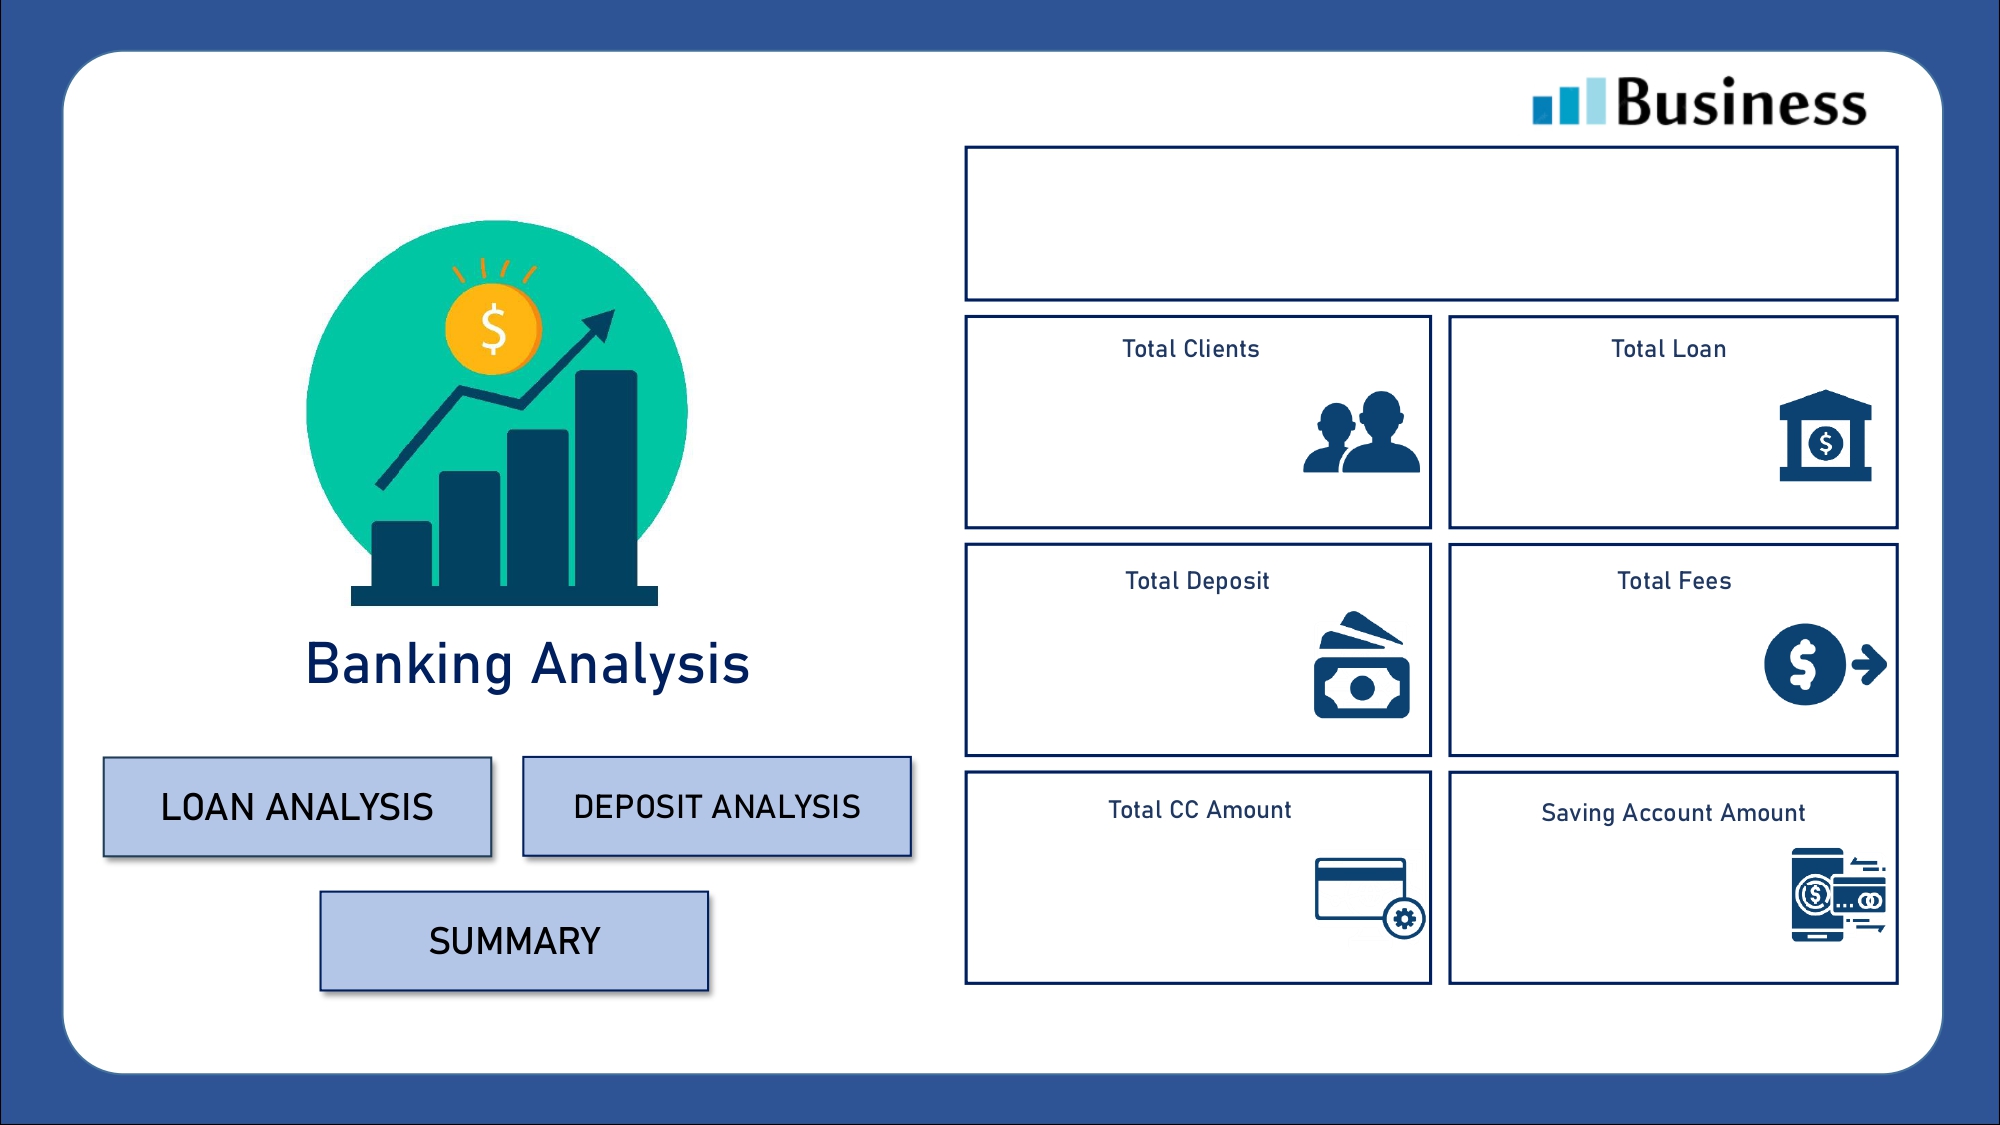 Business
Total Clients
Total Loan
$
$
Total Deposit
Total Fees
$
Banking Analysis
LOAN ANALYSIS
DEPOSIT ANALYSIS
Total CC Amount
Saving Account Amount
$
SUMMARY